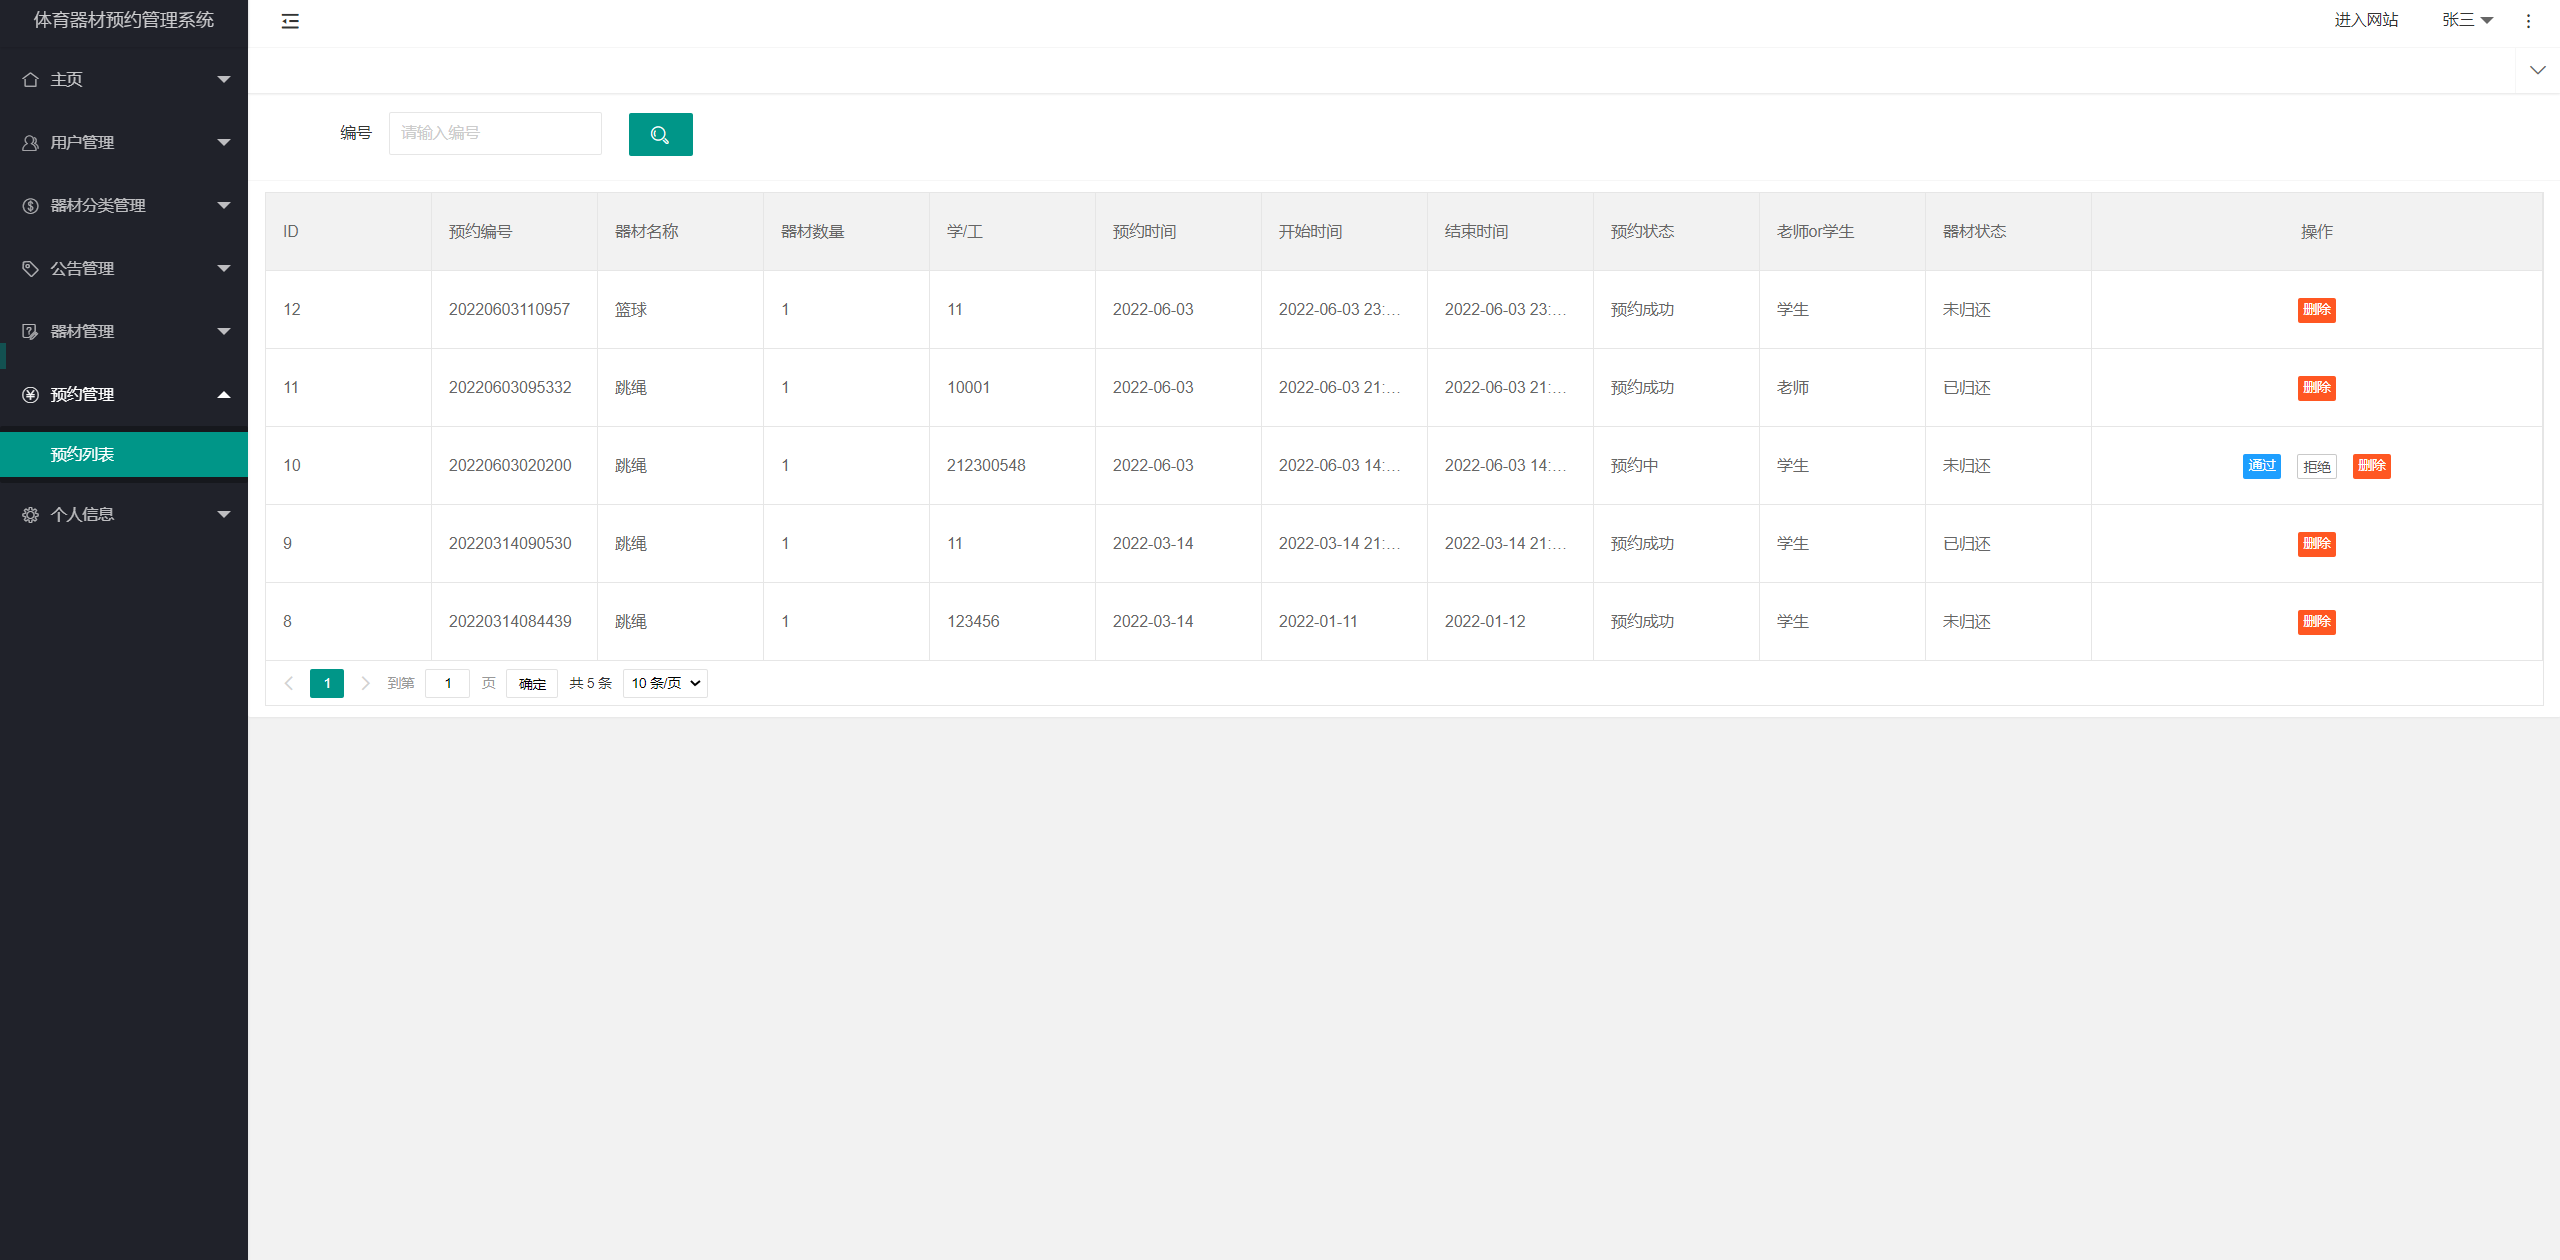 体育器材预约管理系统
进入网站 张三
主页
用户管理
器材分类管理
公告管理
器材管理
预约管理
预约列表
个人信息
编号 请输入编号
ID 预约编号 器材名称 器材数量 学/工 预约时间 开始时间 结束时间 预约状态 老师or学生 器材状态 操作
12 20220603110957 篮球 1 11 2022-06-03 2022-06-03 23:... 2022-06-03 23:... 预约成功 学生 未归还 删除
11 20220603095332 跳绳 1 10001 2022-06-03 2022-06-03 21:... 2022-06-03 21:... 预约成功 老师 已归还 删除
10 20220603020200 跳绳 1 212300548 2022-06-03 2022-06-03 14:... 2022-06-03 14:... 预约中 学生 未归还 通过 拒绝 删除
9 20220314090530 跳绳 1 11 2022-03-14 2022-03-14 21:... 2022-03-14 21:... 预约成功 学生 已归还 删除
8 20220314084439 跳绳 1 123456 2022-03-14 2022-01-11 2022-01-12 预约成功 学生 未归还 删除
1 到第 1 页 确定 共 5 条 10 条/页